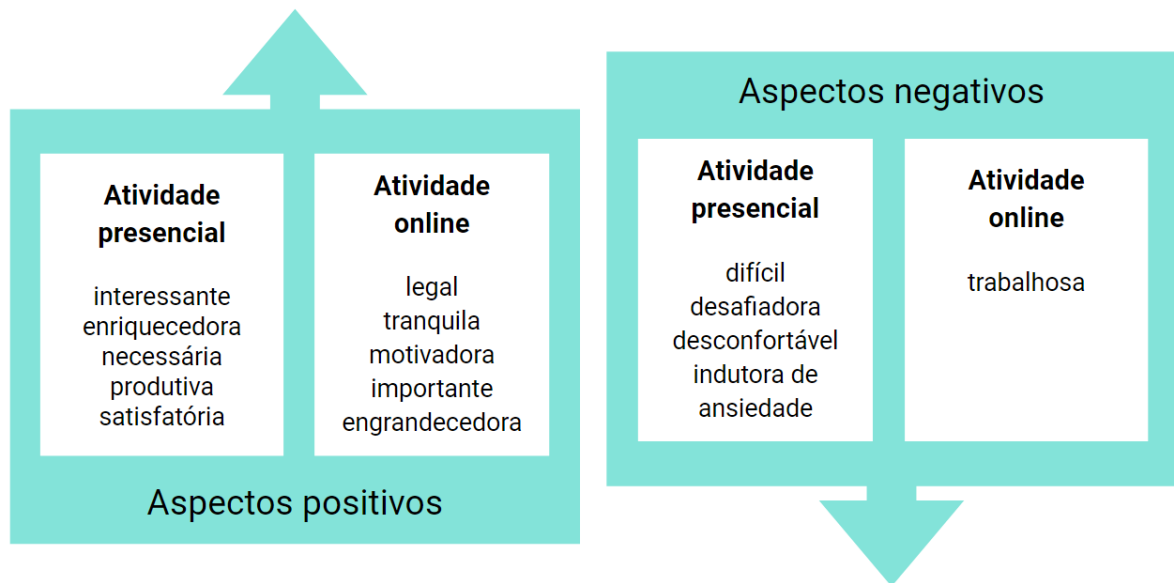 Atividade
presencial
interessante
enriquecedora
necessária
produtiva
satisfatória
Atividade
online
legal
tranquila
motivadora
importante
engrandecedora
Aspectos positivos
Aspectos negativos
Atividade
presencial
difícil
desafiadora
desconfortável
indutora de
ansiedade
Atividade
online
trabalhosa